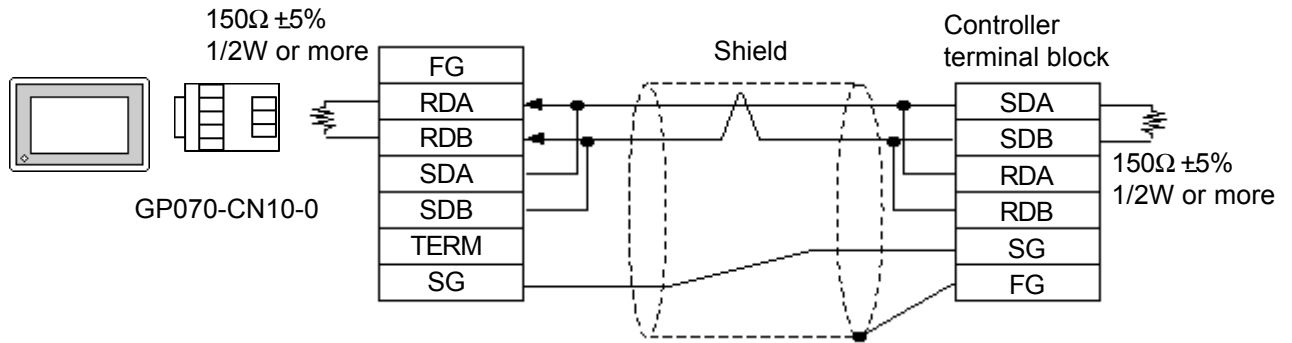 150Ω ±5%
1/2W or more
GP070-CN10-0
FG
RDA
RDB
SDA
SDB
TERM
SG
Shield
Controller
terminal block
SDA
SDB
RDA
RDB
SG
FG
150Ω ±5%
1/2W or more